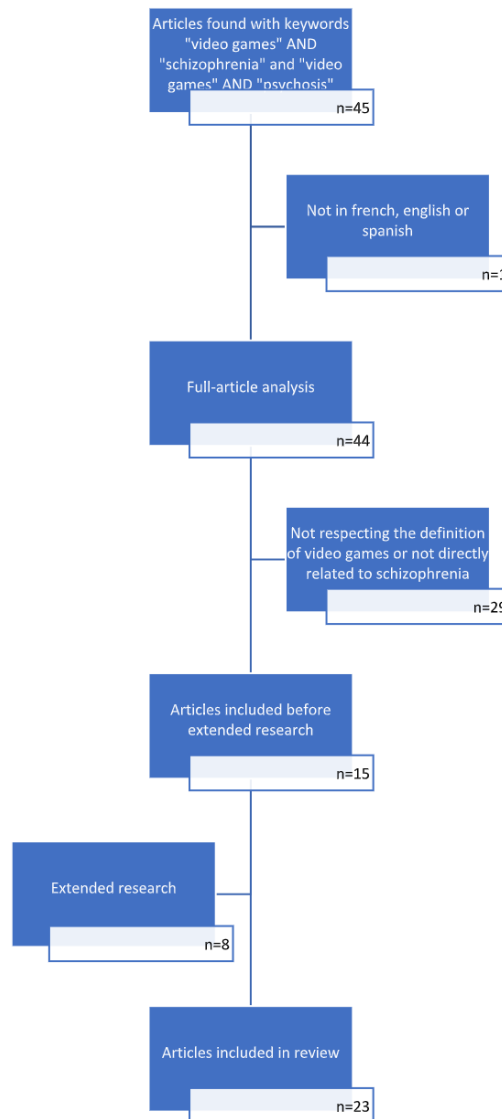 Articles found with keywords
"video games" AND
"schizophrenia" and "video
games" AND "psychosis"
n=45
Not in french, english or
spanish
n=1
Full-article analysis
n=44
Not respecting the definition
of video games or not directly
related to schizophrenia
n=29
Articles included before
extended research
n=15
Extended research
n=8
Articles included in review
n=23